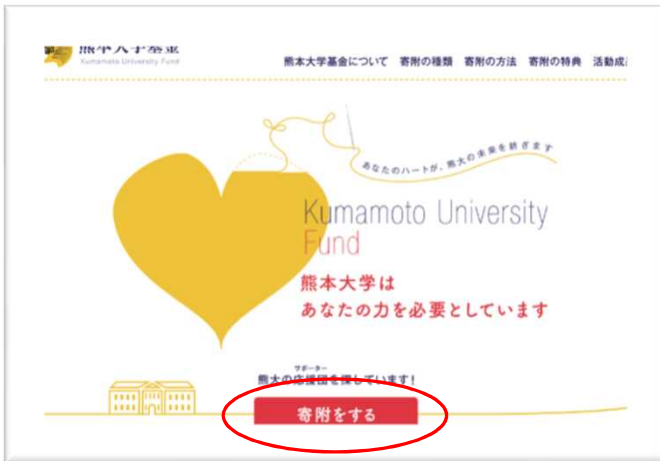 熊本大学基金
Kumamoto University Fund
熊本大学基金について 寄附の種類 寄附の方法 寄附の特典 活動成
あなたのハートが、熊大の未来を紡ぎます
Kumamoto University
Fund
熊本大学は
あなたの力を必要としています
サポーター
熊大の応援団を探しています!
寄附をする